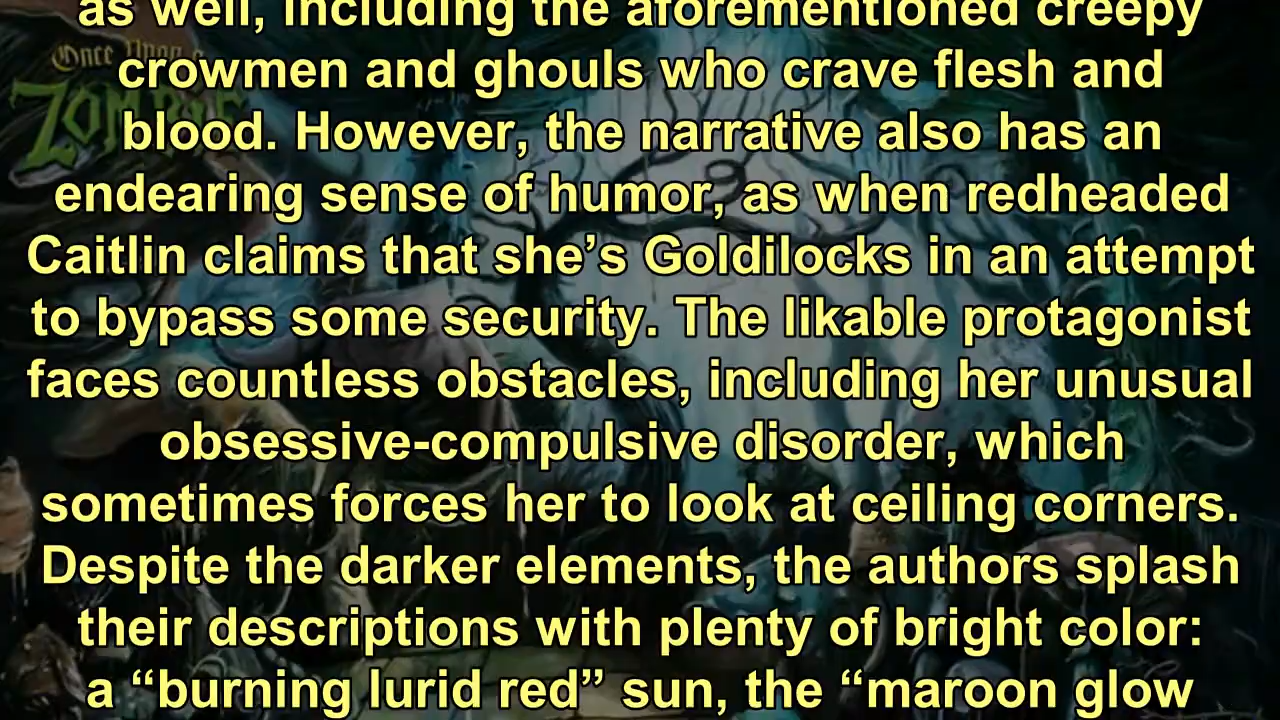 Once Upon a
ZOMBIE
as well, including the aforementioned creepy
crowmen and ghouls who crave flesh and
blood. However, the narrative also has an
endearing sense of humor, as when redheaded
Caitlin claims that she’s Goldilocks in an attempt
to bypass some security. The likable protagonist
faces countless obstacles, including her unusual
obsessive-compulsive disorder, which
sometimes forces her to look at ceiling corners.
Despite the darker elements, the authors splash
their descriptions with plenty of bright color:
a “burning lurid red” sun, the “maroon glow